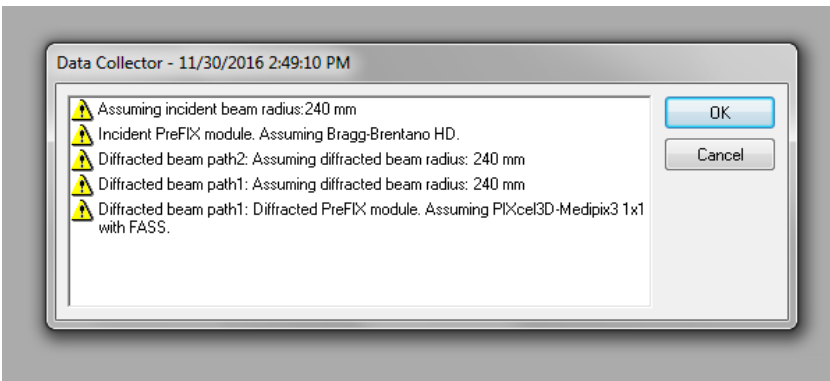 Data Collector - 11/30/2016 2:49:10 PM
Assuming incident beam radius:240 mm
Incident PreFIX module. Assuming Bragg-Brentano HD.
Diffracted beam path2: Assuming diffracted beam radius: 240 mm
Diffracted beam path1: Assuming diffracted beam radius: 240 mm
Diffracted beam path1: Diffracted PreFIX module. Assuming PIXcel3D-Medipix3 1x1
with FASS.
OK
Cancel